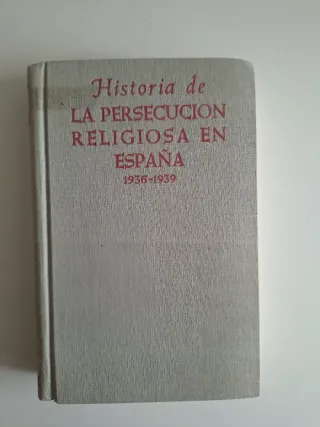 Historia de
LA PERSECUCION
RELIGIOSA EN
ESPAÑA
1936-1939